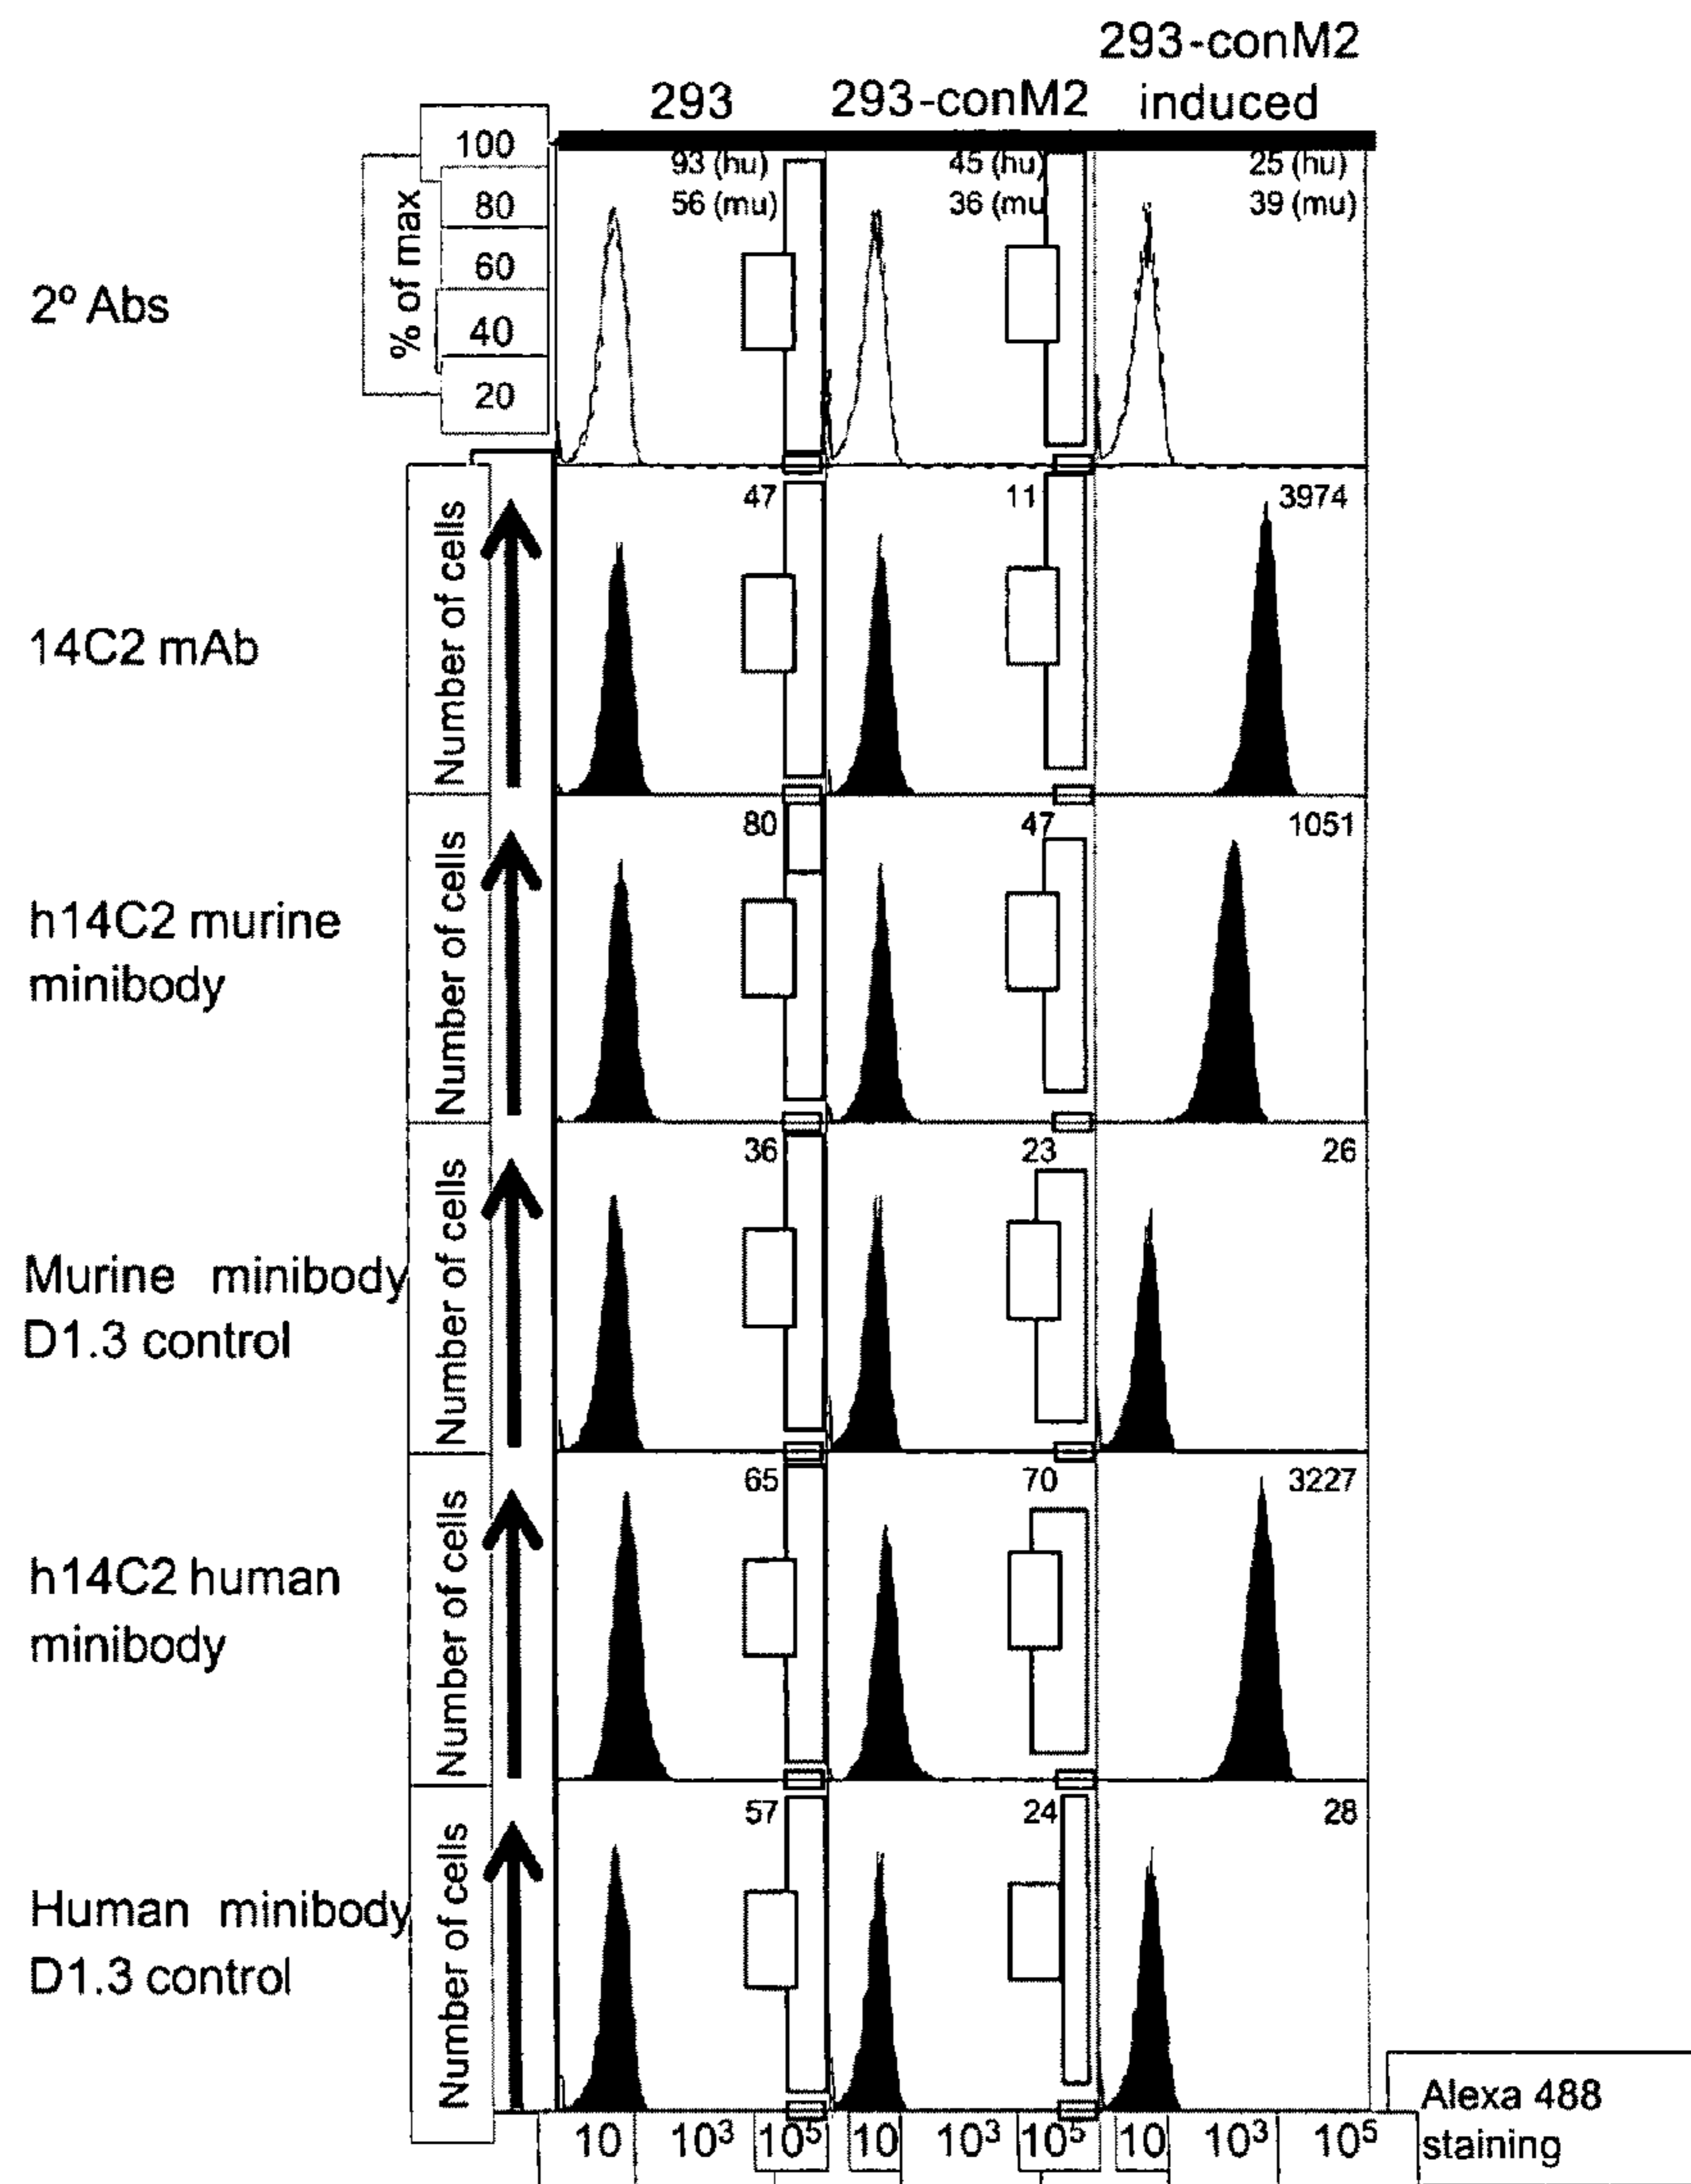 293-conM2
293 293-conM2 induced
100
80
60
40
20
% of max
2º Abs
93 (hu)
56 (mu)
45 (hu)
36 (mu
25 (hu)
39 (mu)
14C2 mAb
Number of cells
47 11 3974
h14C2 murine
minibody
Number of cells
80 47 1051
Murine minibody
D1.3 control
Number of cells
36 23 26
h14C2 human
minibody
Number of cells
65 70 3227
Human minibody
D1.3 control
Number of cells
57 24 28
10 10³ 10⁵ 10 10³ 10⁵ 10 10³ 10⁵
Alexa 488
staining